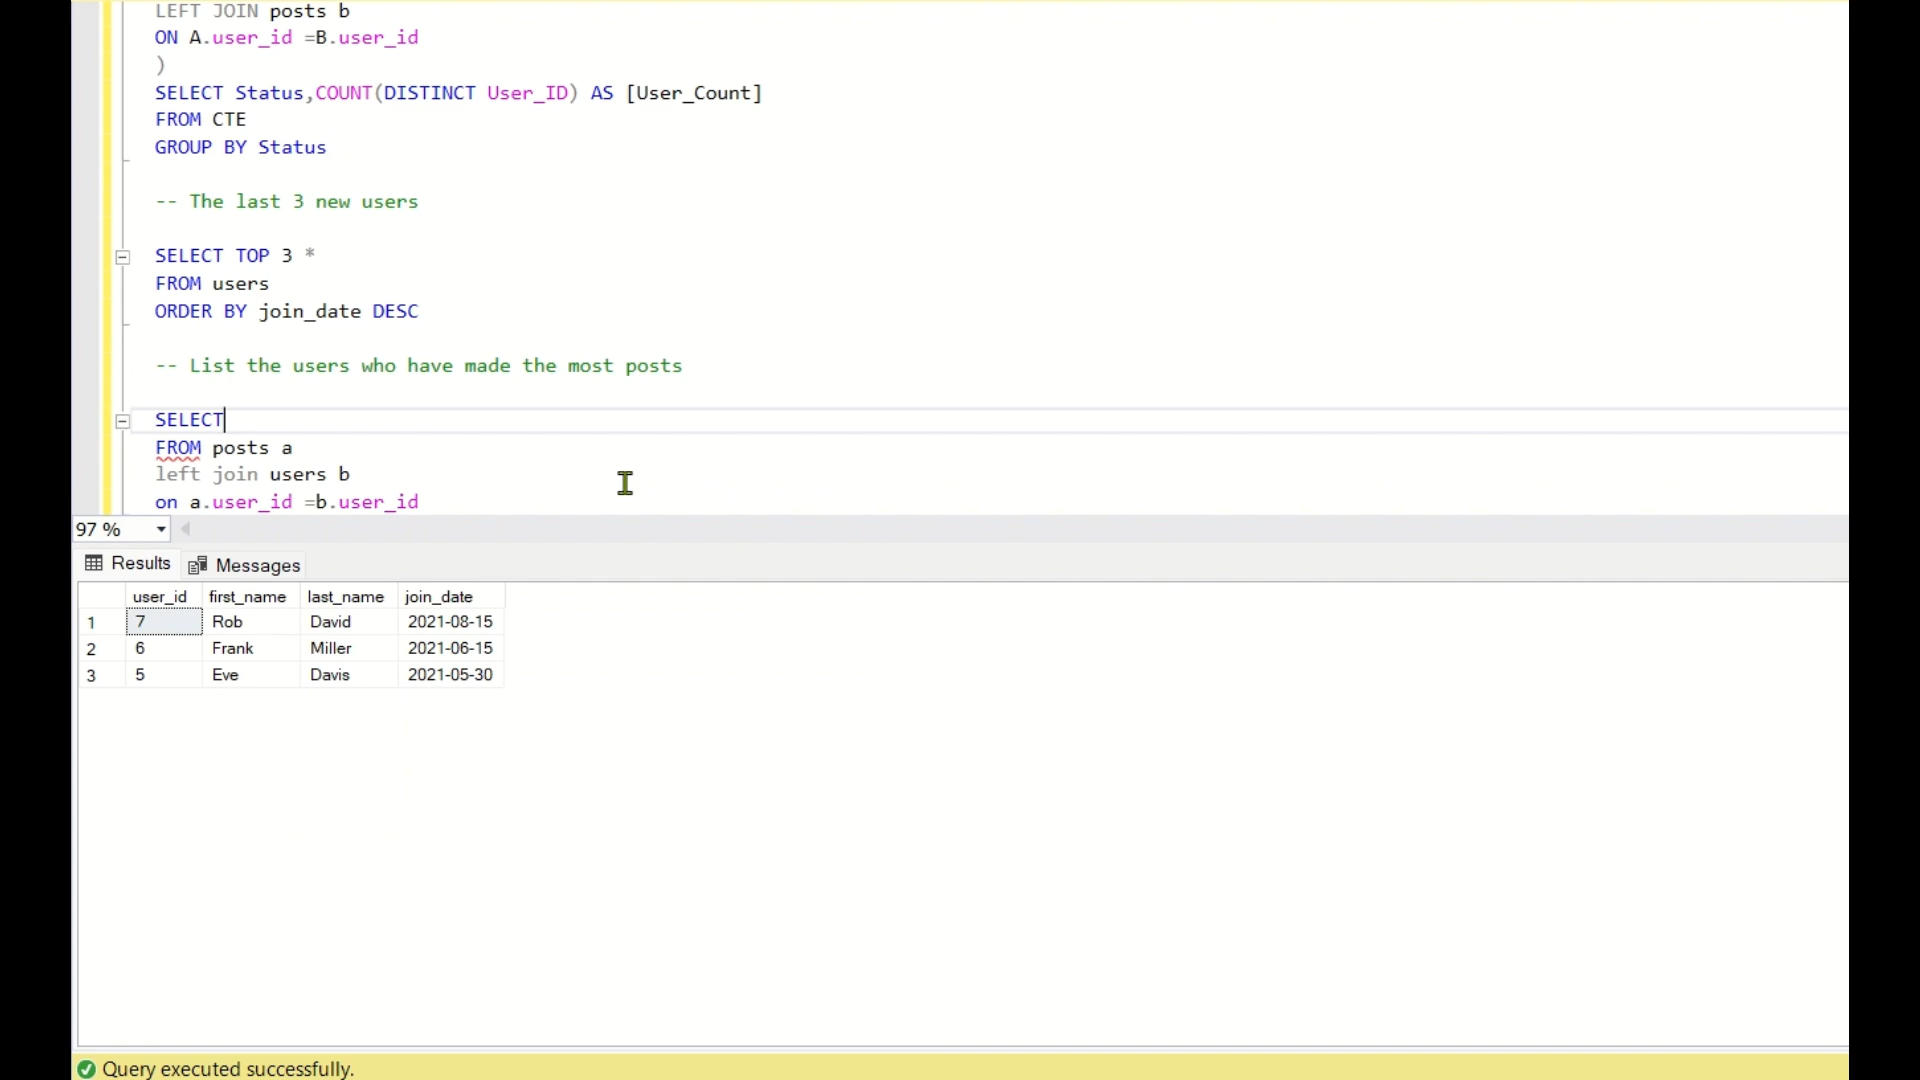 LEFT JOIN posts b
ON A.user_id =B.user_id
)
SELECT Status,COUNT(DISTINCT User_ID) AS [User_Count]
FROM CTE
GROUP BY Status
-- The last 3 new users
SELECT TOP 3 *
FROM users
ORDER BY join_date DESC
-- List the users who have made the most posts
SELECT
FROM posts a
left join users b
on a.user_id =b.user_id
97 %
Results Messages
user_id first_name last_name join_date
1 7 Rob David 2021-08-15
2 6 Frank Miller 2021-06-15
3 5 Eve Davis 2021-05-30
Query executed successfully.